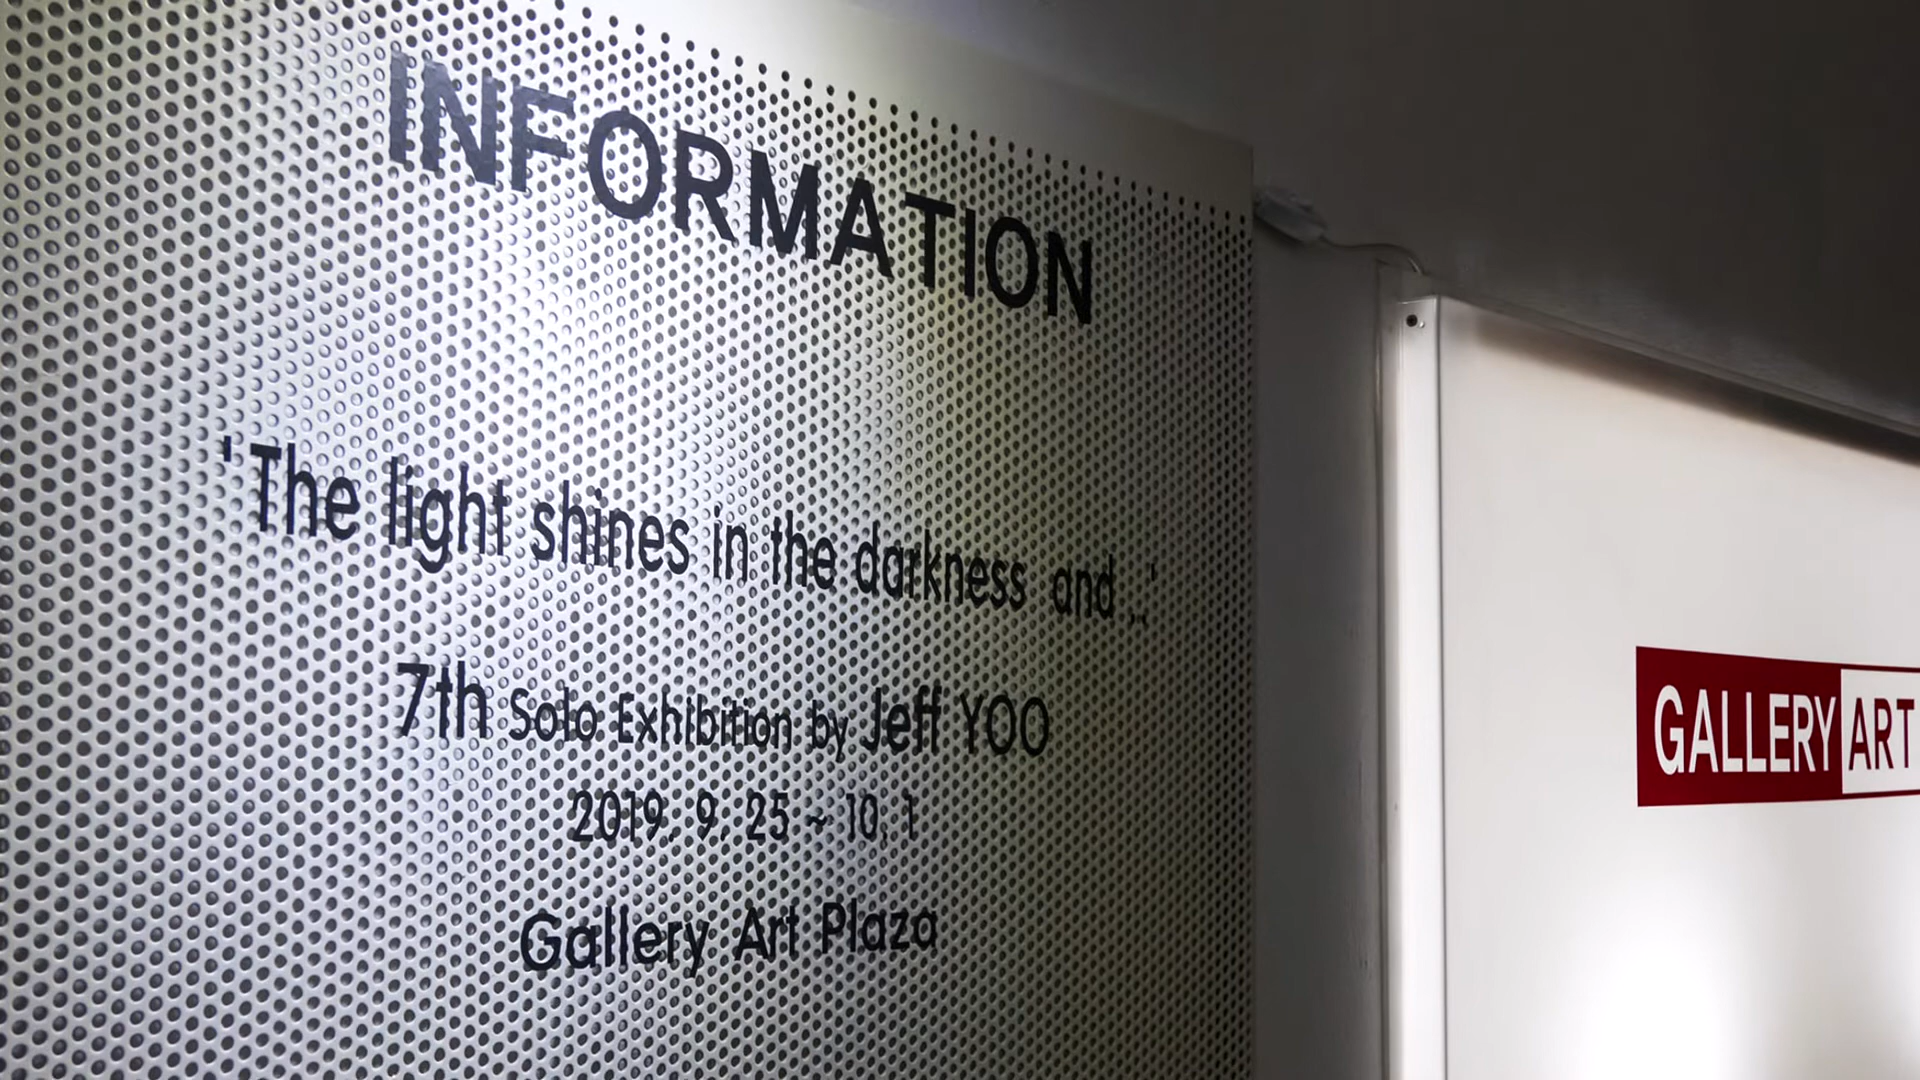 INFORMATION
'The light shines in the darkness and ..'
7th Solo Exhibition by Jeff YOO
2019. 9. 25 ~ 10. 1
Gallery Art Plaza
GALLERY ART